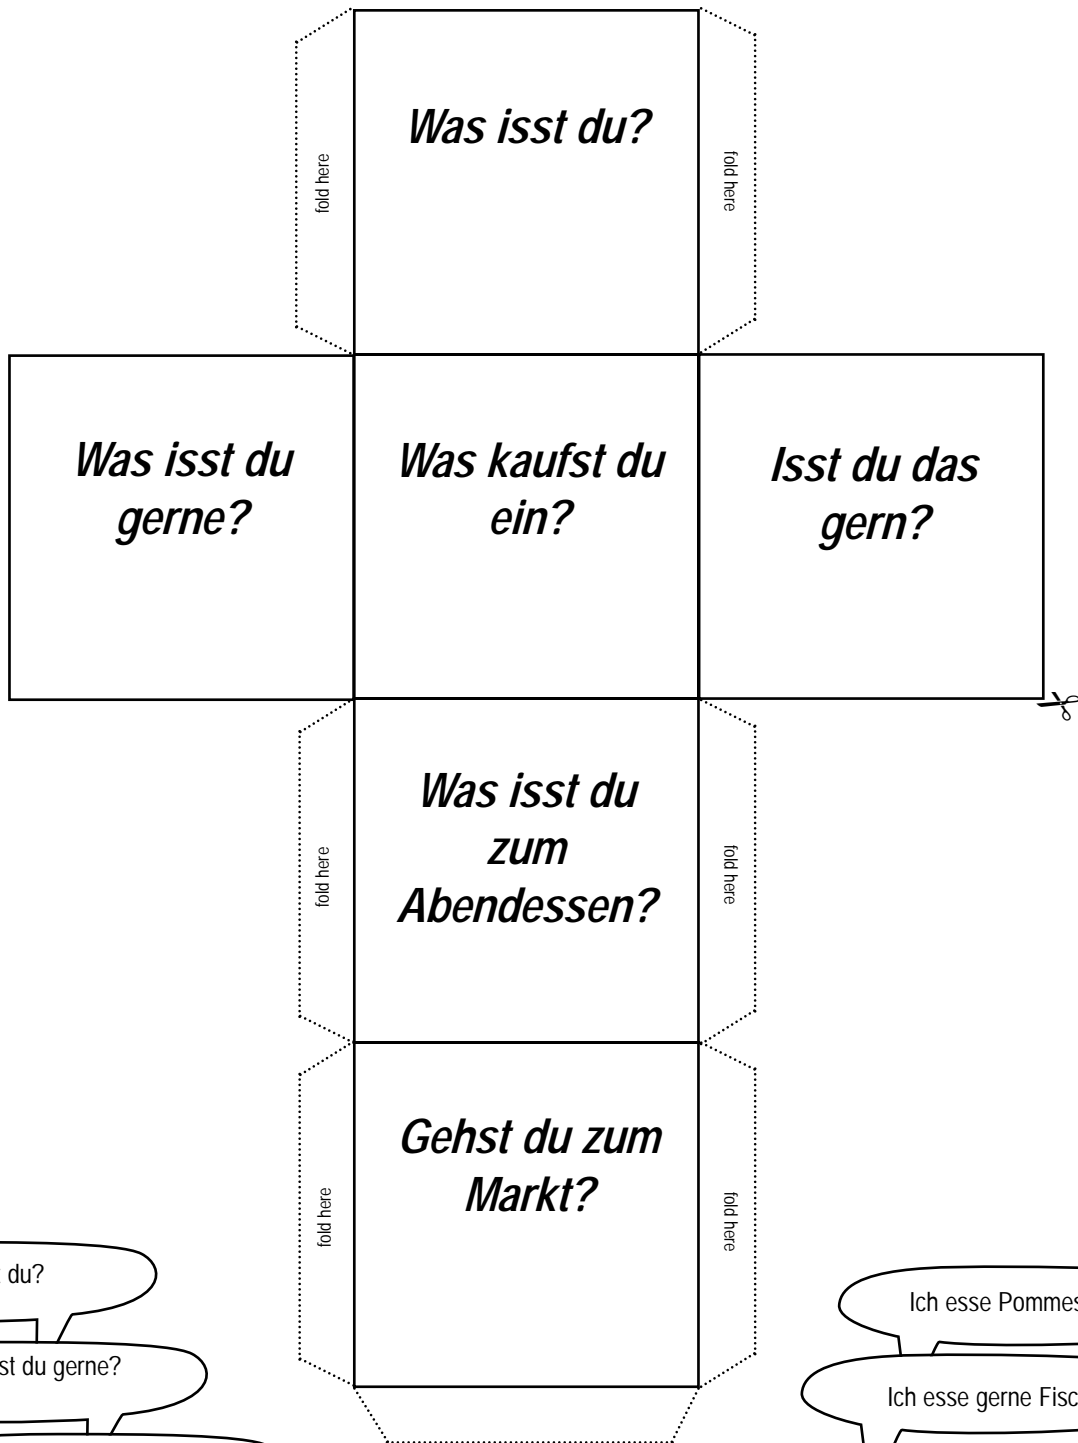 Was isst du?
fold here
fold here
Was isst du
gerne?
Was kaufst du
ein?
Isst du das
gern?
Was isst du
zum
Abendessen?
fold here
fold here
Gehst du zum
Markt?
fold here
fold here
du?
st du gerne?
Ich esse Pommes
Ich esse gerne Fisc